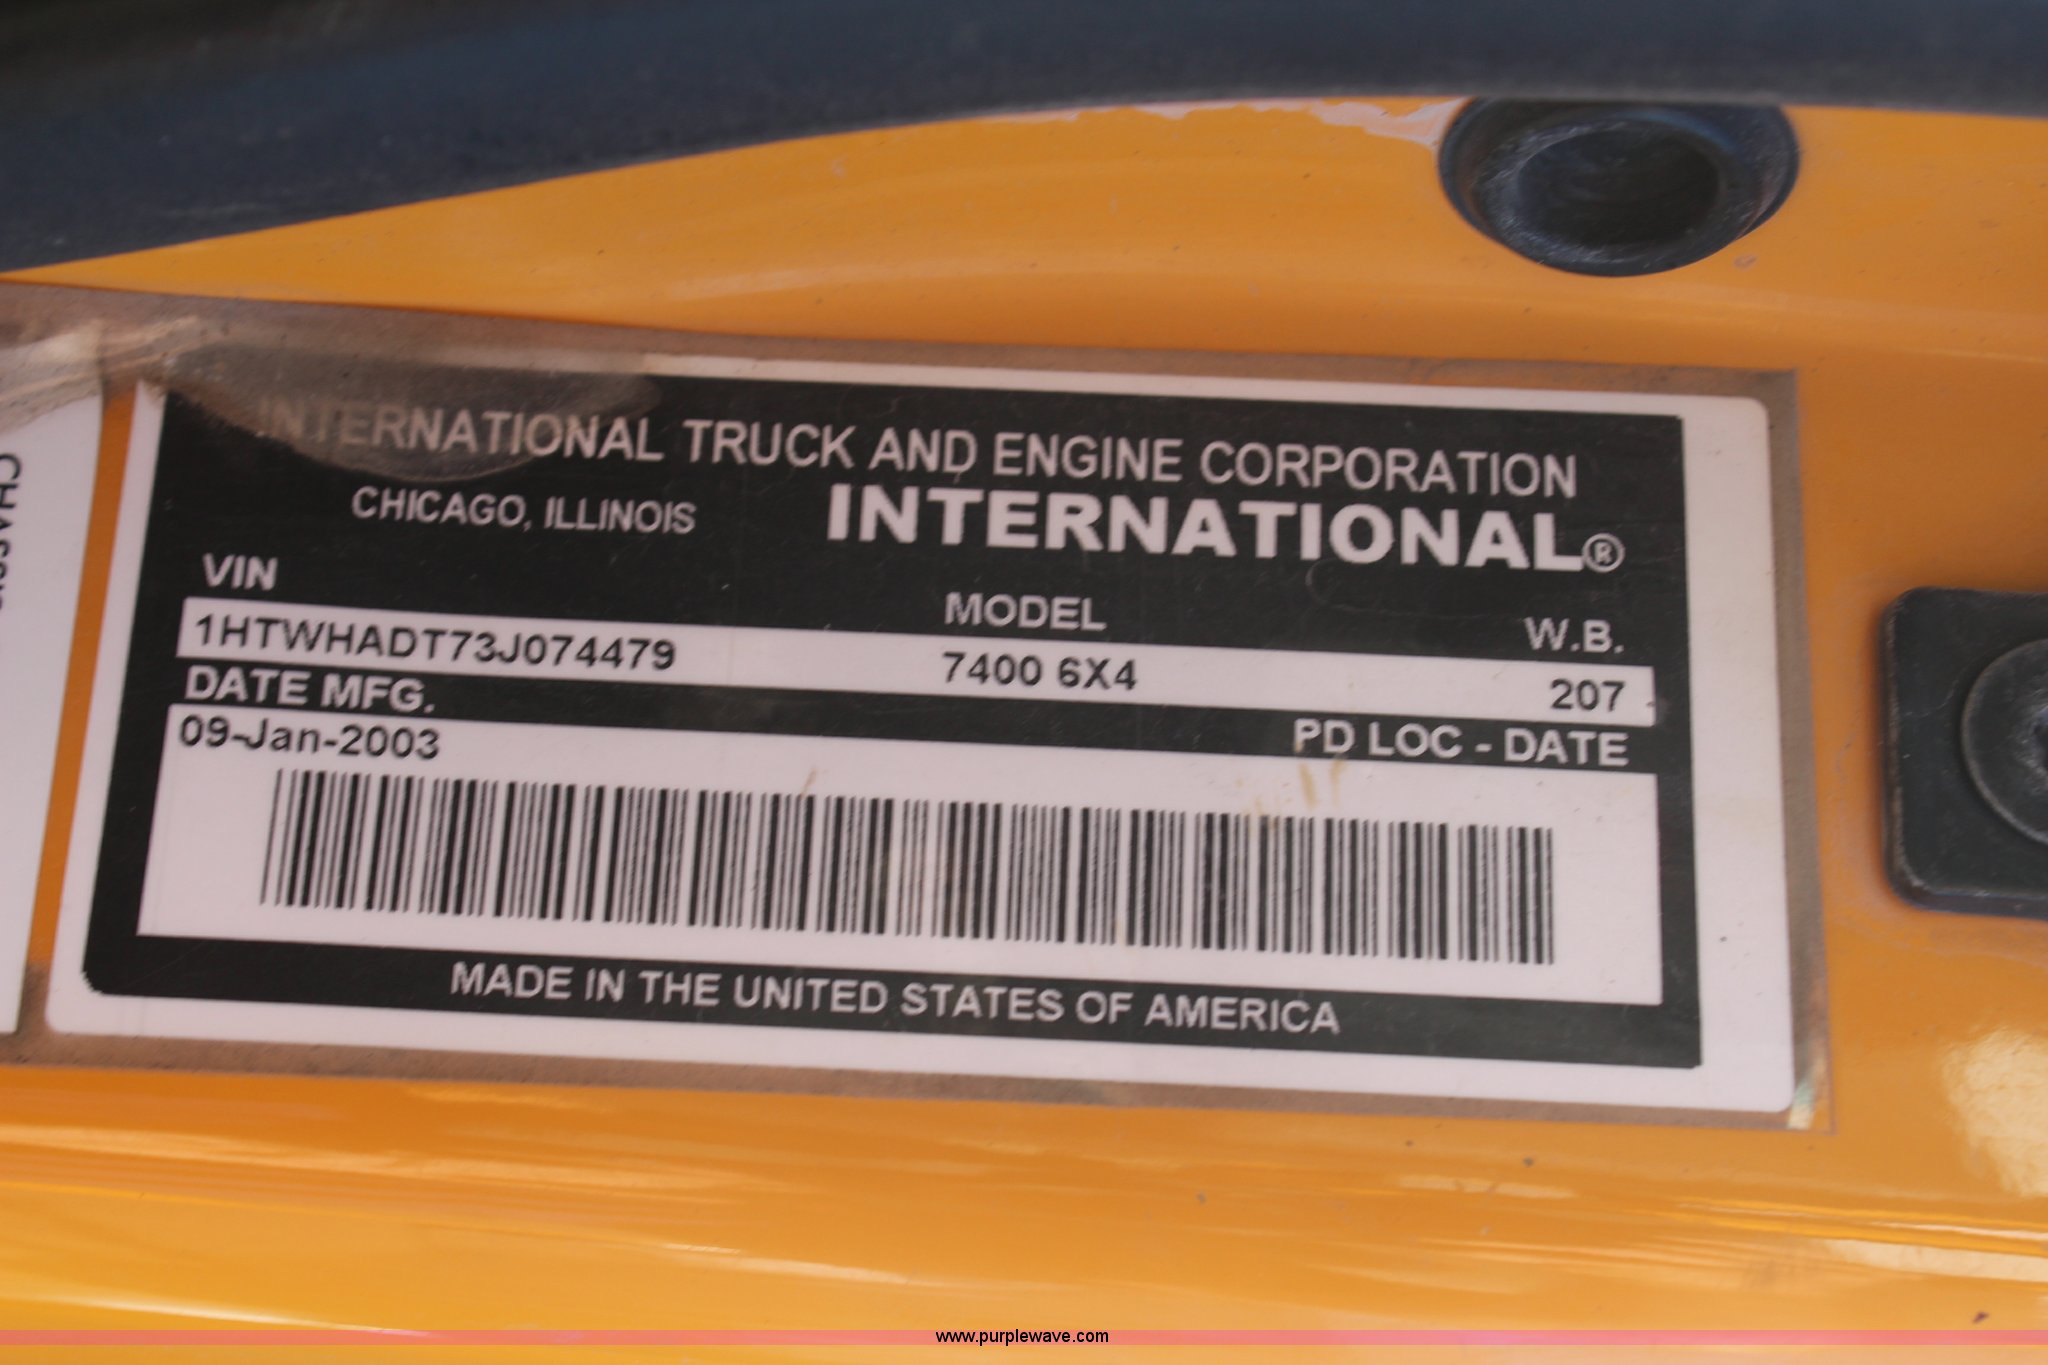 INTERNATIONAL TRUCK AND ENGINE CORPORATION
CHICAGO, ILLINOIS
INTERNATIONAL®
VIN MODEL W.B.
1HTWHADT73J074479 7400 6X4 207
DATE MFG. PD LOC - DATE
09-Jan-2003
MADE IN THE UNITED STATES OF AMERICA
www.purplewave.com